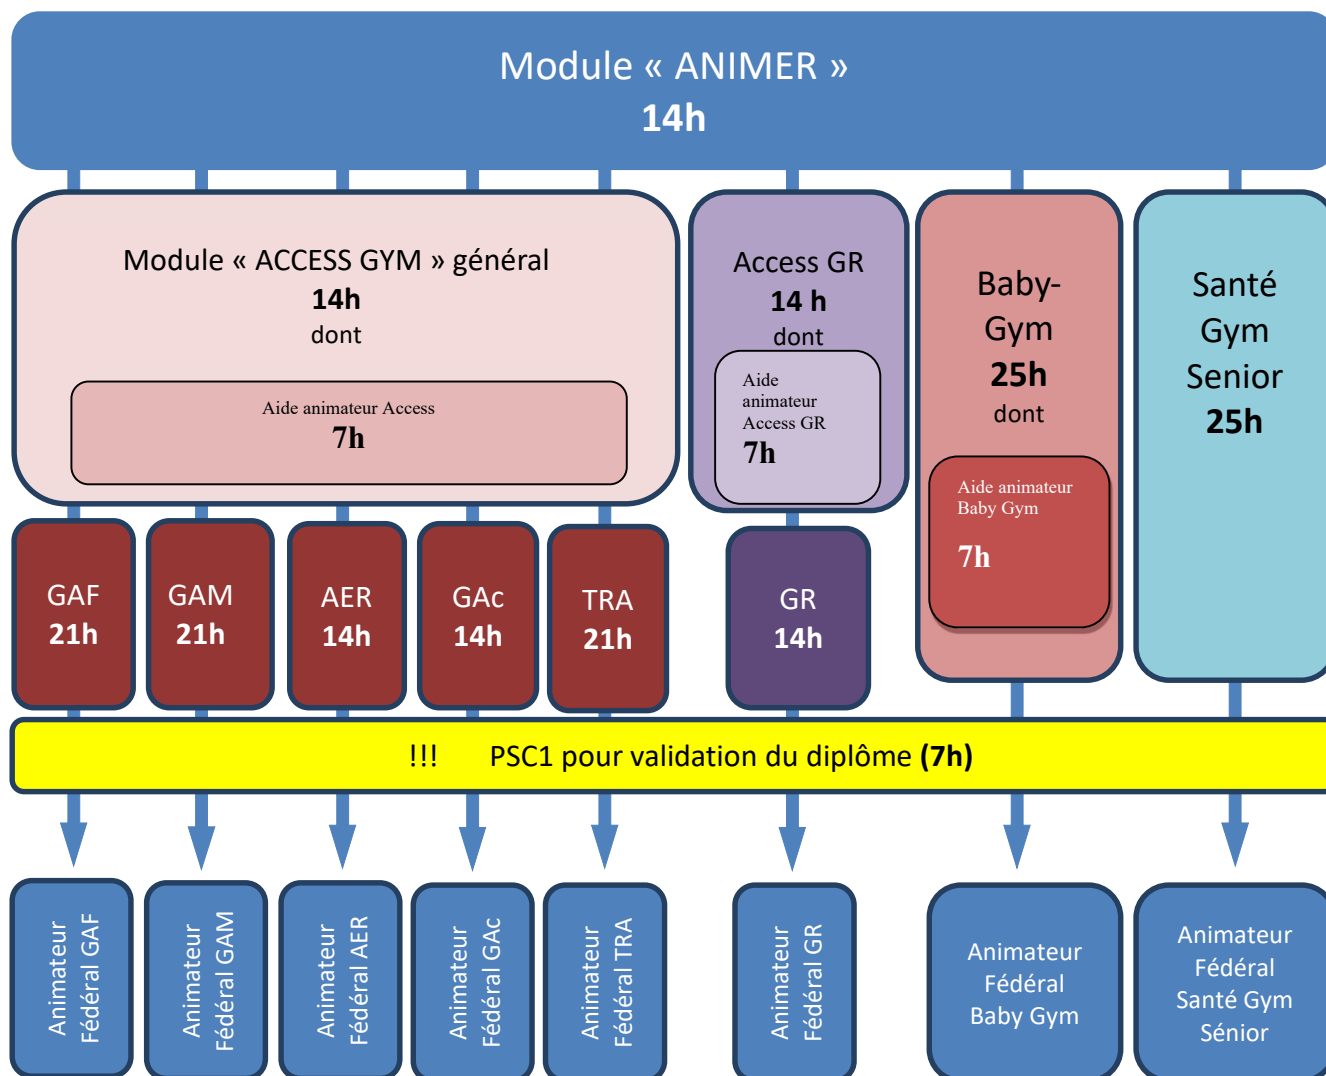 Module « ANIMER »
14h
Module « ACCESS GYM » général
14h
dont
Aide animateur Access
7h
Access GR
14 h
dont
Aide
animateur
Access GR
7h
Baby-
Gym
25h
dont
Aide animateur
Baby Gym
7h
Santé
Gym
Senior
25h
GAF
21h
GAM
21h
AER
14h
GAc
14h
TRA
21h
GR
14h
!!! PSC1 pour validation du diplôme (7h)
Animateur
Fédéral GAF
Animateur
Fédéral GAM
Animateur
Fédéral AER
Animateur
Fédéral GAc
Animateur
Fédéral TRA
Animateur
Fédéral GR
Animateur
Fédéral
Baby Gym
Animateur
Fédéral
Santé Gym
Sénior